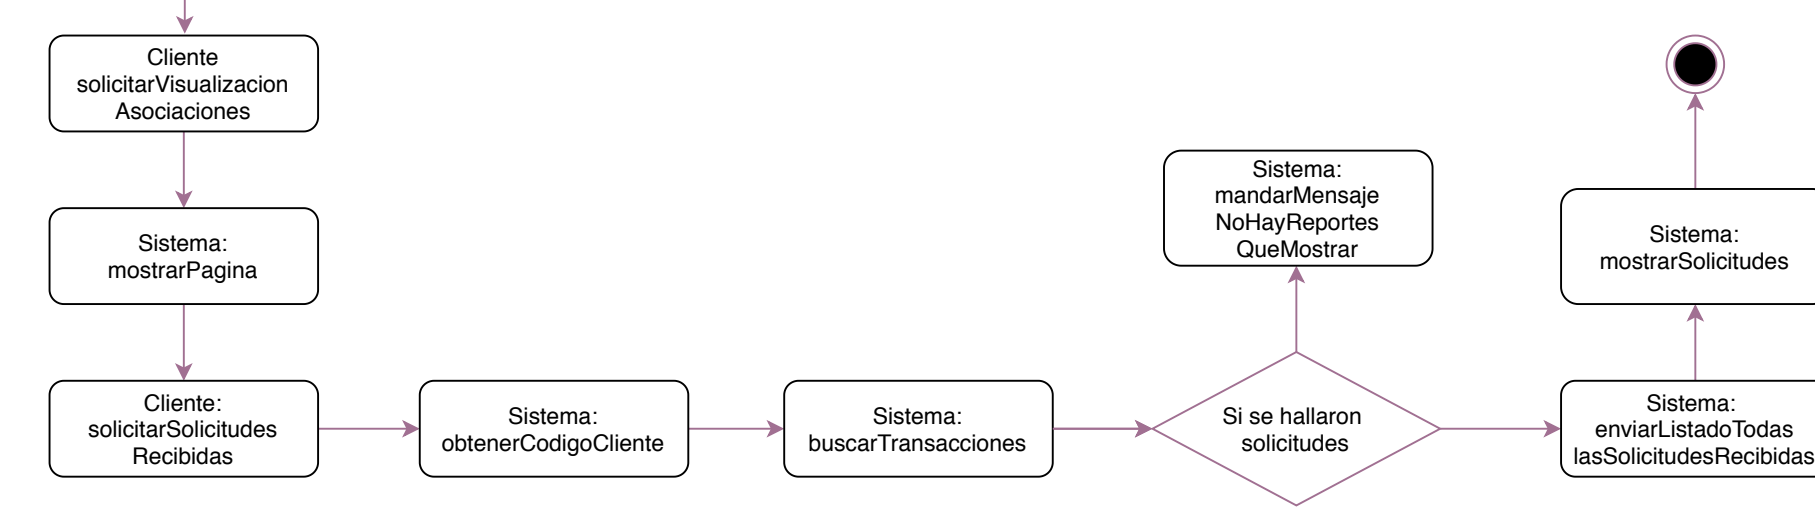 Cliente
solicitarVisualizacion
Asociaciones
Sistema:
mostrarPagina
Cliente:
solicitarSolicitudes
Recibidas
Sistema:
obtenerCodigoCliente
Sistema:
buscarTransacciones
Si se hallaron
solicitudes
Sistema:
mandarMensaje
NoHayReportes
QueMostrar
Sistema:
enviarListadoTodas
lasSolicitudesRecibidas
Sistema:
mostrarSolicitudes